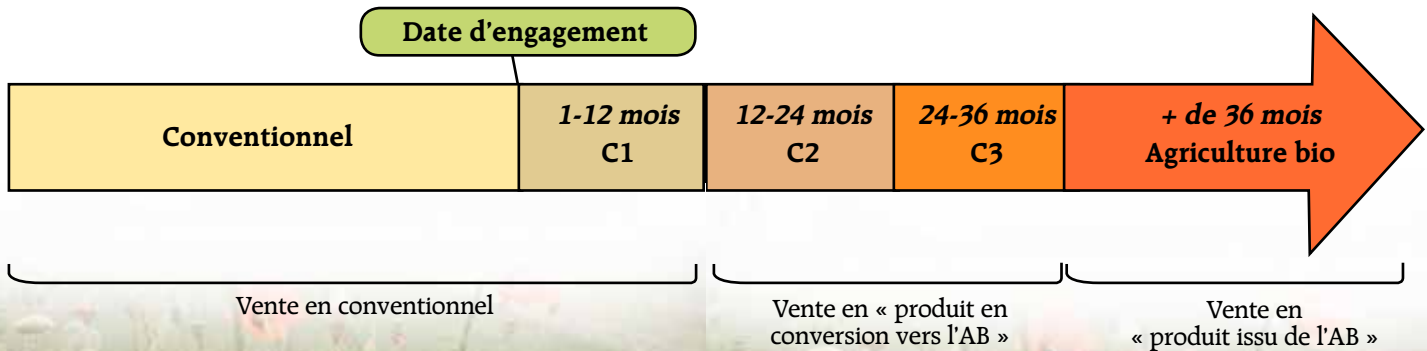 Date d'engagement
Conventionnel
1-12 mois
C1
12-24 mois
C2
24-36 mois
C3
+ de 36 mois
Agriculture bio
Vente en conventionnel
Vente en « produit en
conversion vers l'AB »
Vente en
« produit issu de l'AB »